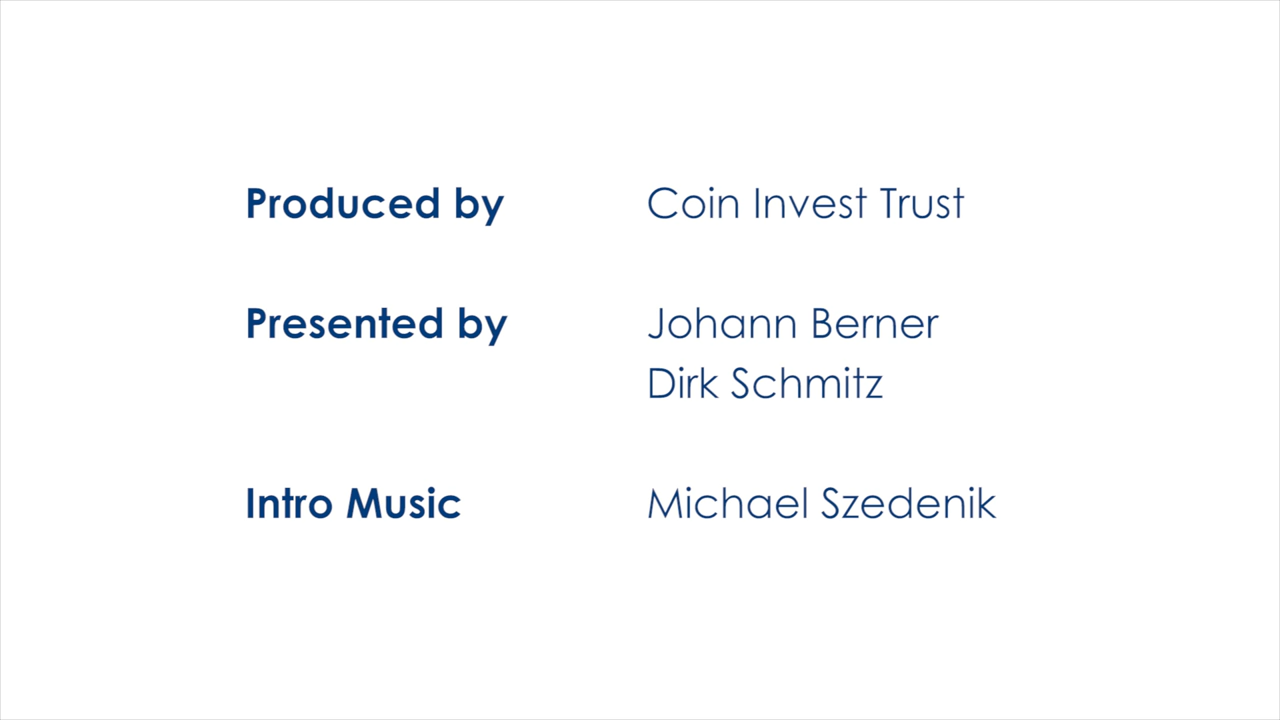 Produced by Coin Invest Trust
Presented by Johann Berner
Dirk Schmitz
Intro Music Michael Szedenik